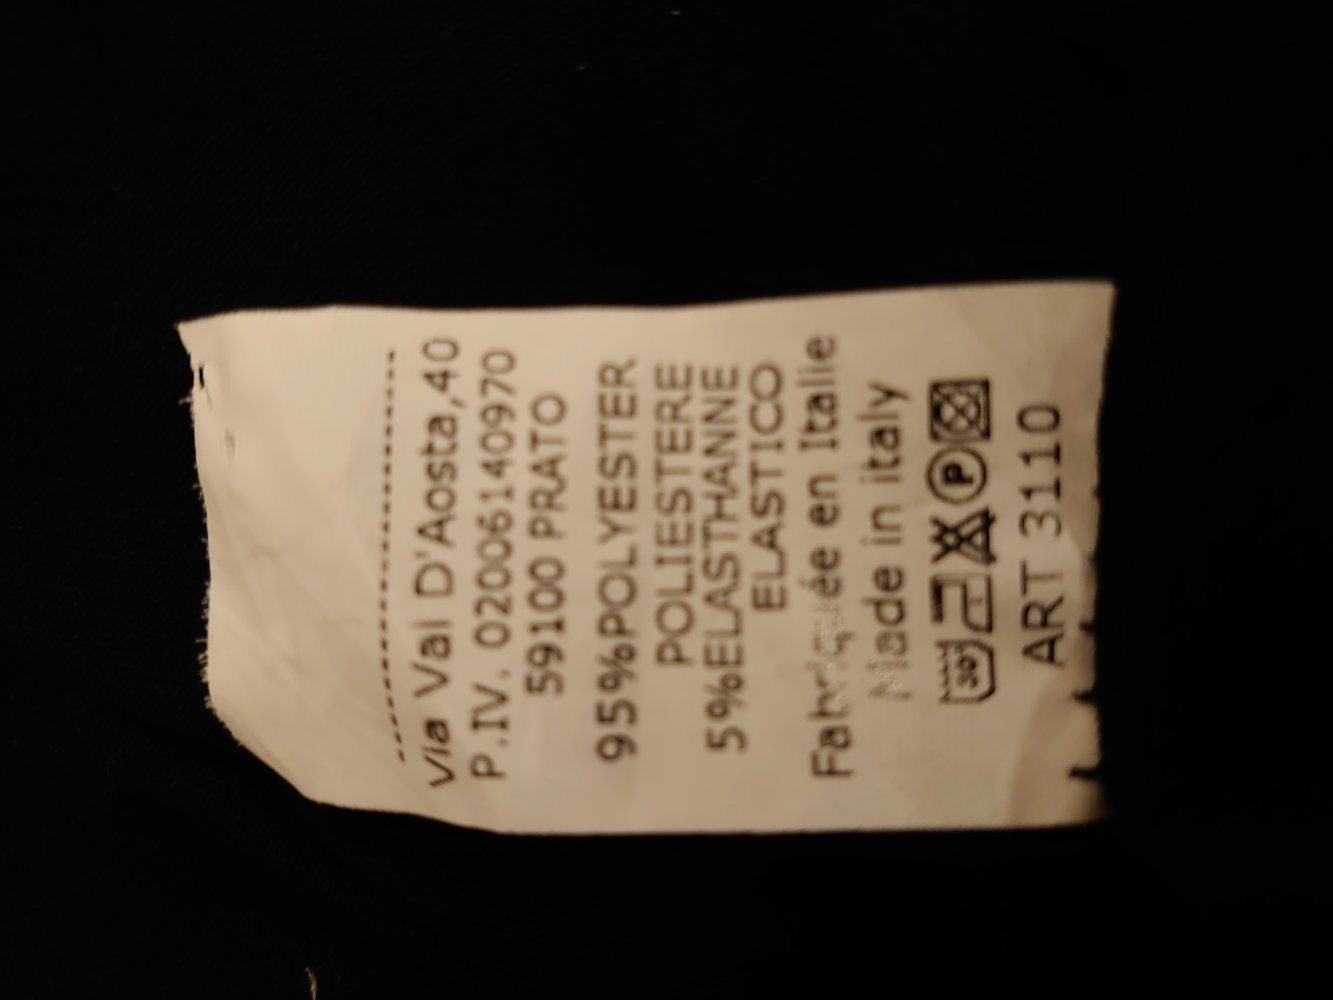 Via Val D'Aosta,40
P.IV. 02006140970
59100 PRATO
95%POLYESTER
POLIESTERE
5%ELASTHANNE
ELASTICO
Fabriquée en Italie
Made in italy
30° P
ART 3110